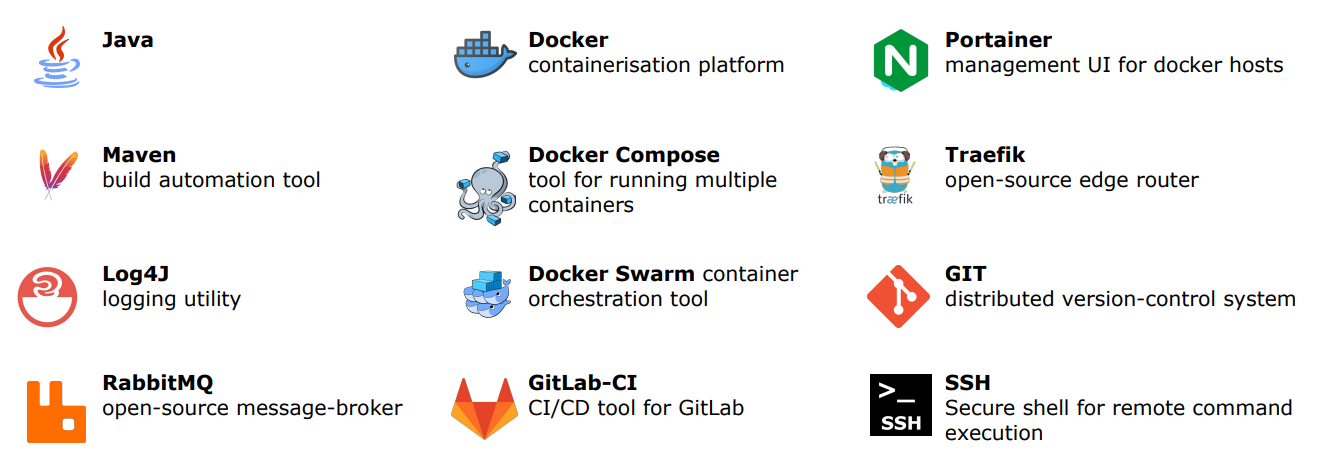 Java
Docker
containerisation platform
Portainer
management UI for docker hosts
Maven
build automation tool
Docker Compose
tool for running multiple
containers
Traefik
open-source edge router
træfik
Log4J
logging utility
Docker Swarm container
orchestration tool
GIT
distributed version-control system
RabbitMQ
open-source message-broker
GitLab-CI
CI/CD tool for GitLab
>_
SSH
SSH
Secure shell for remote command
execution
N